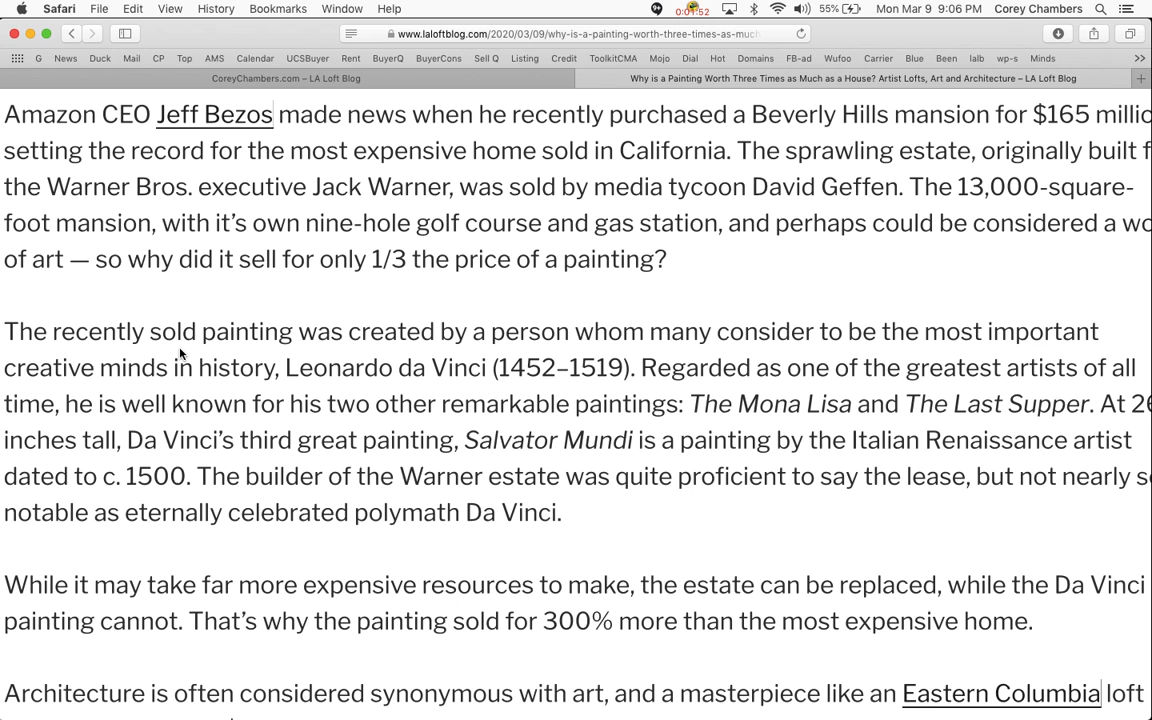 Safari File Edit View History Bookmarks Window Help 0:01:52 55% Mon Mar 9 9:06 PM Corey Chambers
www.laloftblog.com/2020/03/09/why-is-a-painting-worth-three-times-as-much
G News Duck Mail CP Top AMS Calendar UCSBuyer Rent BuyerQ BuyerCons Sell Q Listing Credit ToolkitCMA Mojo Dial Hot Domains FB-ad Wufoo Carrier Blue Been lalb wp-s Minds
CoreyChambers.com – LA Loft Blog
Why is a Painting Worth Three Times as Much as a House? Artist Lofts, Art and Architecture – LA Loft Blog
Amazon CEO Jeff Bezos made news when he recently purchased a Beverly Hills mansion for $165 millio
setting the record for the most expensive home sold in California. The sprawling estate, originally built f
the Warner Bros. executive Jack Warner, was sold by media tycoon David Geffen. The 13,000-square-
foot mansion, with it's own nine-hole golf course and gas station, and perhaps could be considered a wo
of art — so why did it sell for only 1/3 the price of a painting?
The recently sold painting was created by a person whom many consider to be the most important
creative minds in history, Leonardo da Vinci (1452–1519). Regarded as one of the greatest artists of all
time, he is well known for his two other remarkable paintings: The Mona Lisa and The Last Supper. At 26
inches tall, Da Vinci's third great painting, Salvator Mundi is a painting by the Italian Renaissance artist
dated to c. 1500. The builder of the Warner estate was quite proficient to say the lease, but not nearly s
notable as eternally celebrated polymath Da Vinci.
While it may take far more expensive resources to make, the estate can be replaced, while the Da Vinci
painting cannot. That's why the painting sold for 300% more than the most expensive home.
Architecture is often considered synonymous with art, and a masterpiece like an Eastern Columbia loft